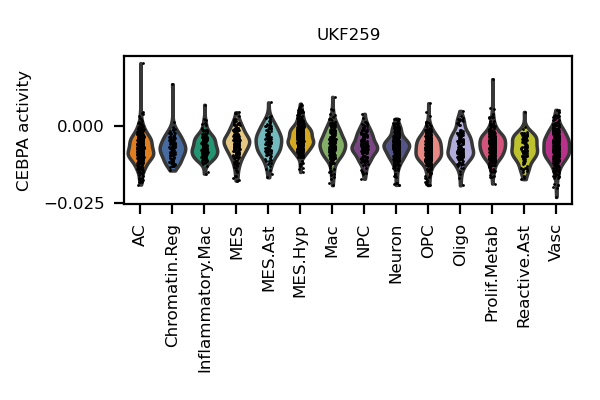 UKF259
CEBPA activity
0.000
−0.025
AC
Chromatin.Reg
Inflammatory.Mac
MES
MES.Ast
MES.Hyp
Mac
NPC
Neuron
OPC
Oligo
Prolif.Metab
Reactive.Ast
Vasc